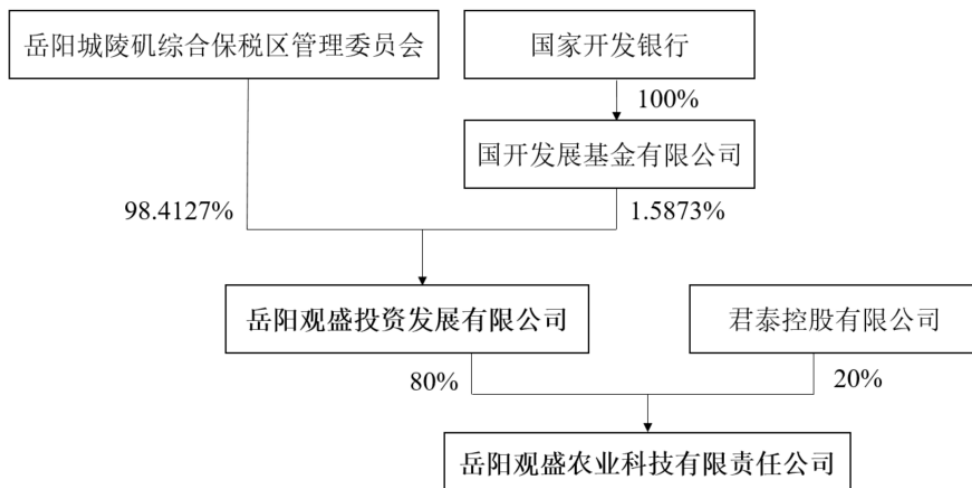 岳阳城陵矶综合保税区管理委员会
国家开发银行
100%
国开发展基金有限公司
98.4127%
1.5873%
岳阳观盛投资发展有限公司
君泰控股有限公司
80%
20%
岳阳观盛农业科技有限责任公司